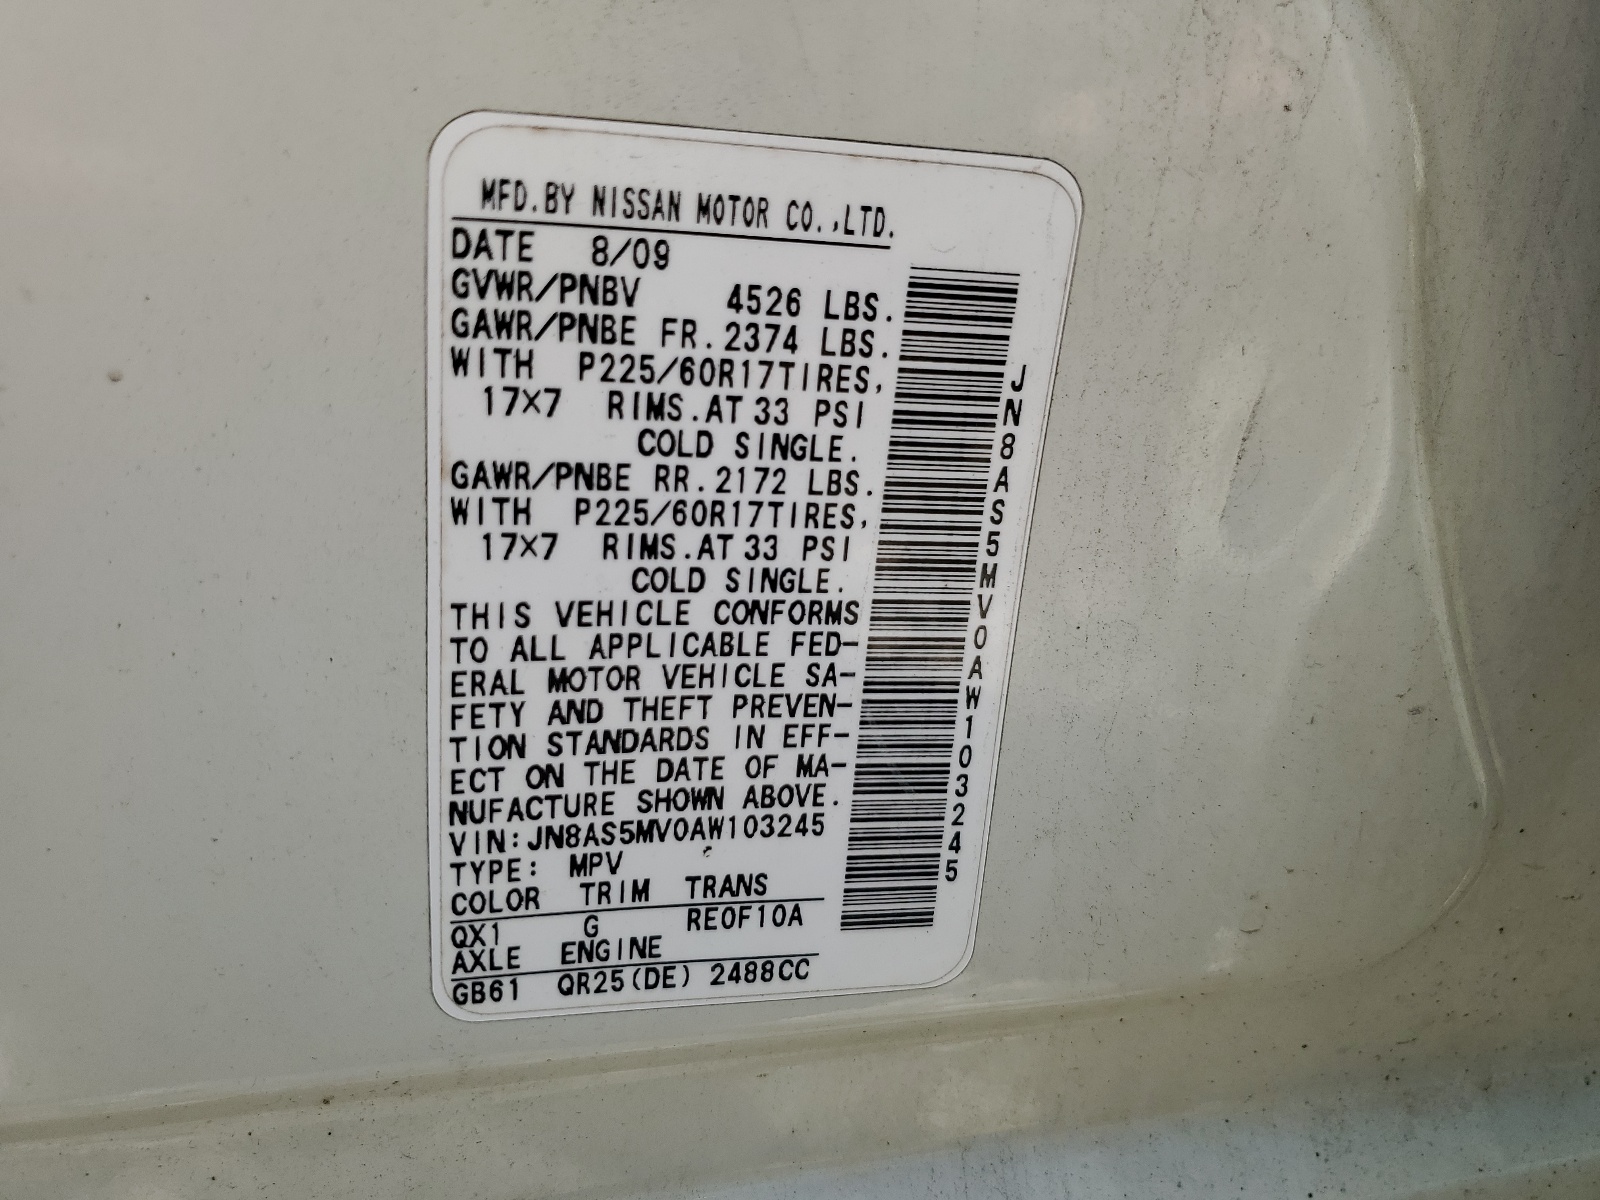 MFD.BY NISSAN MOTOR CO.,LTD.
DATE 8/09
GVWR/PNBV 4526 LBS.
GAWR/PNBE FR.2374 LBS.
WITH P225/60R17TIRES,
17×7 RIMS.AT 33 PSI
COLD SINGLE.
GAWR/PNBE RR.2172 LBS.
WITH P225/60R17TIRES,
17×7 RIMS.AT 33 PSI
COLD SINGLE.
THIS VEHICLE CONFORMS
TO ALL APPLICABLE FED-
ERAL MOTOR VEHICLE SA-
FETY AND THEFT PREVEN-
TION STANDARDS IN EFF-
ECT ON THE DATE OF MA-
NUFACTURE SHOWN ABOVE.
VIN:JN8AS5MV0AW103245
TYPE: MPV
COLOR TRIM TRANS
QX1 G RE0F10A
AXLE ENGINE
GB61 QR25(DE) 2488CC
JN8AS5MV0AW103245